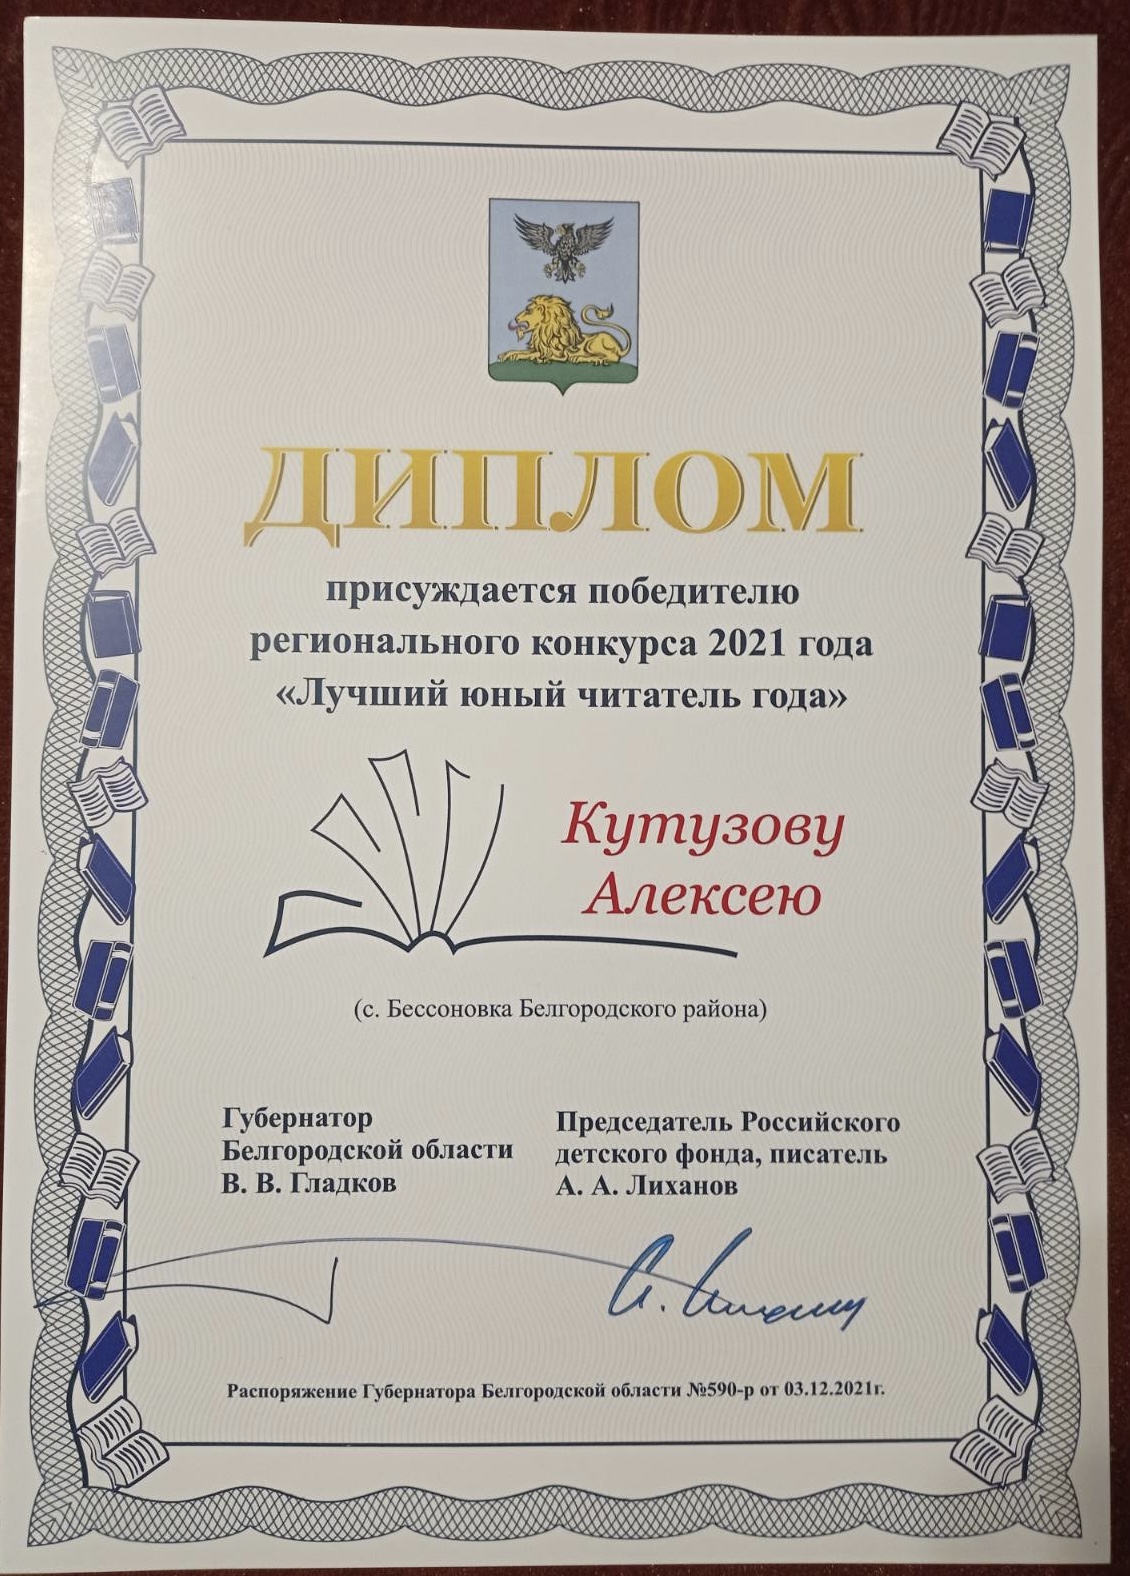 ДИПЛОМ
присуждается победителю
регионального конкурса 2021 года
«Лучший юный читатель года»
Кутузову
Алексею
(с. Бессоновка Белгородского района)
Губернатор
Белгородской области
В. В. Гладков
Председатель Российского
детского фонда, писатель
А. А. Лиханов
Распоряжение Губернатора Белгородской области №590-р от 03.12.2021г.